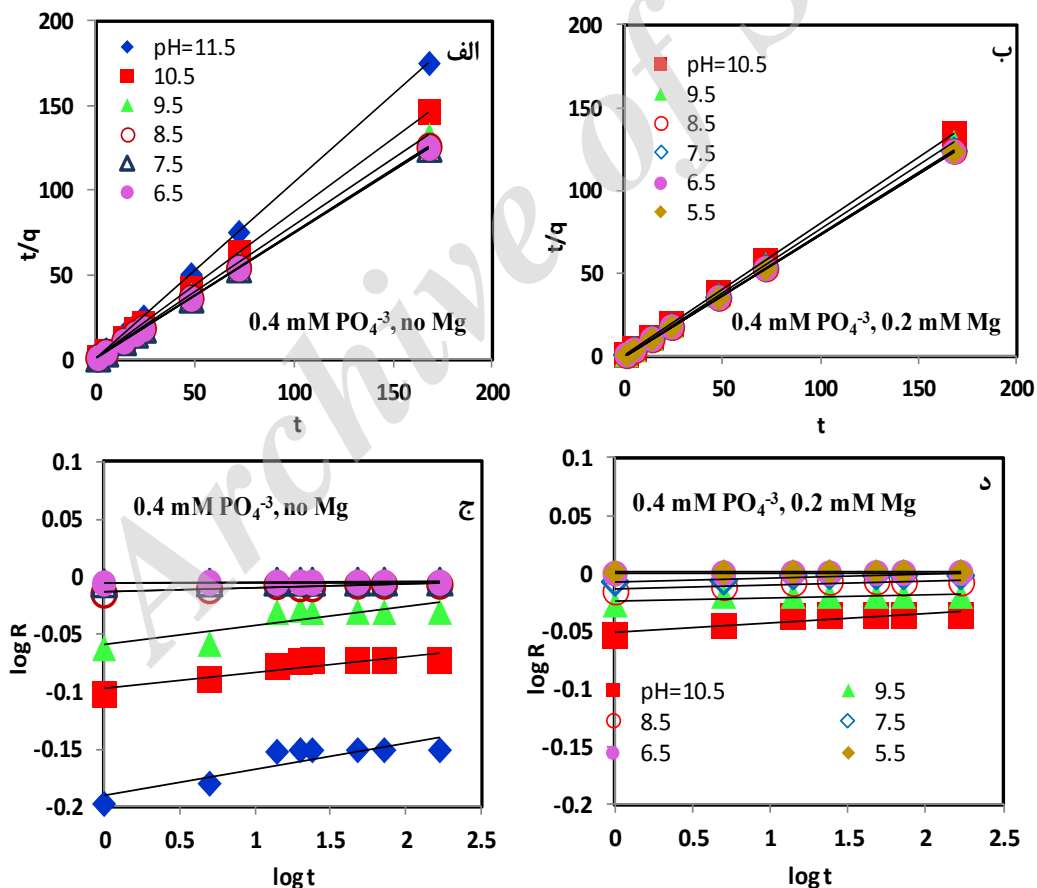 200
150
100
50
0
t/q
pH=11.5
10.5
9.5
8.5
7.5
6.5
الف
0.4 mM PO₄⁻³, no Mg
0 50 100 150 200
t
200
150
100
50
0
t/q
pH=10.5
9.5
8.5
7.5
6.5
5.5
ب
0.4 mM PO₄⁻³, 0.2 mM Mg
0 50 100 150 200
t
0.1
0.05
0
-0.05
-0.1
-0.15
-0.2
log R
0.4 mM PO₄⁻³, no Mg
ج
0 0.5 1 1.5 2 2.5
log t
0.1
0.05
0
-0.05
-0.1
-0.15
-0.2
log R
0.4 mM PO₄⁻³, 0.2 mM Mg
د
pH=10.5 9.5
8.5 7.5
6.5 5.5
0 0.5 1 1.5 2 2.5
log t
Archive of S